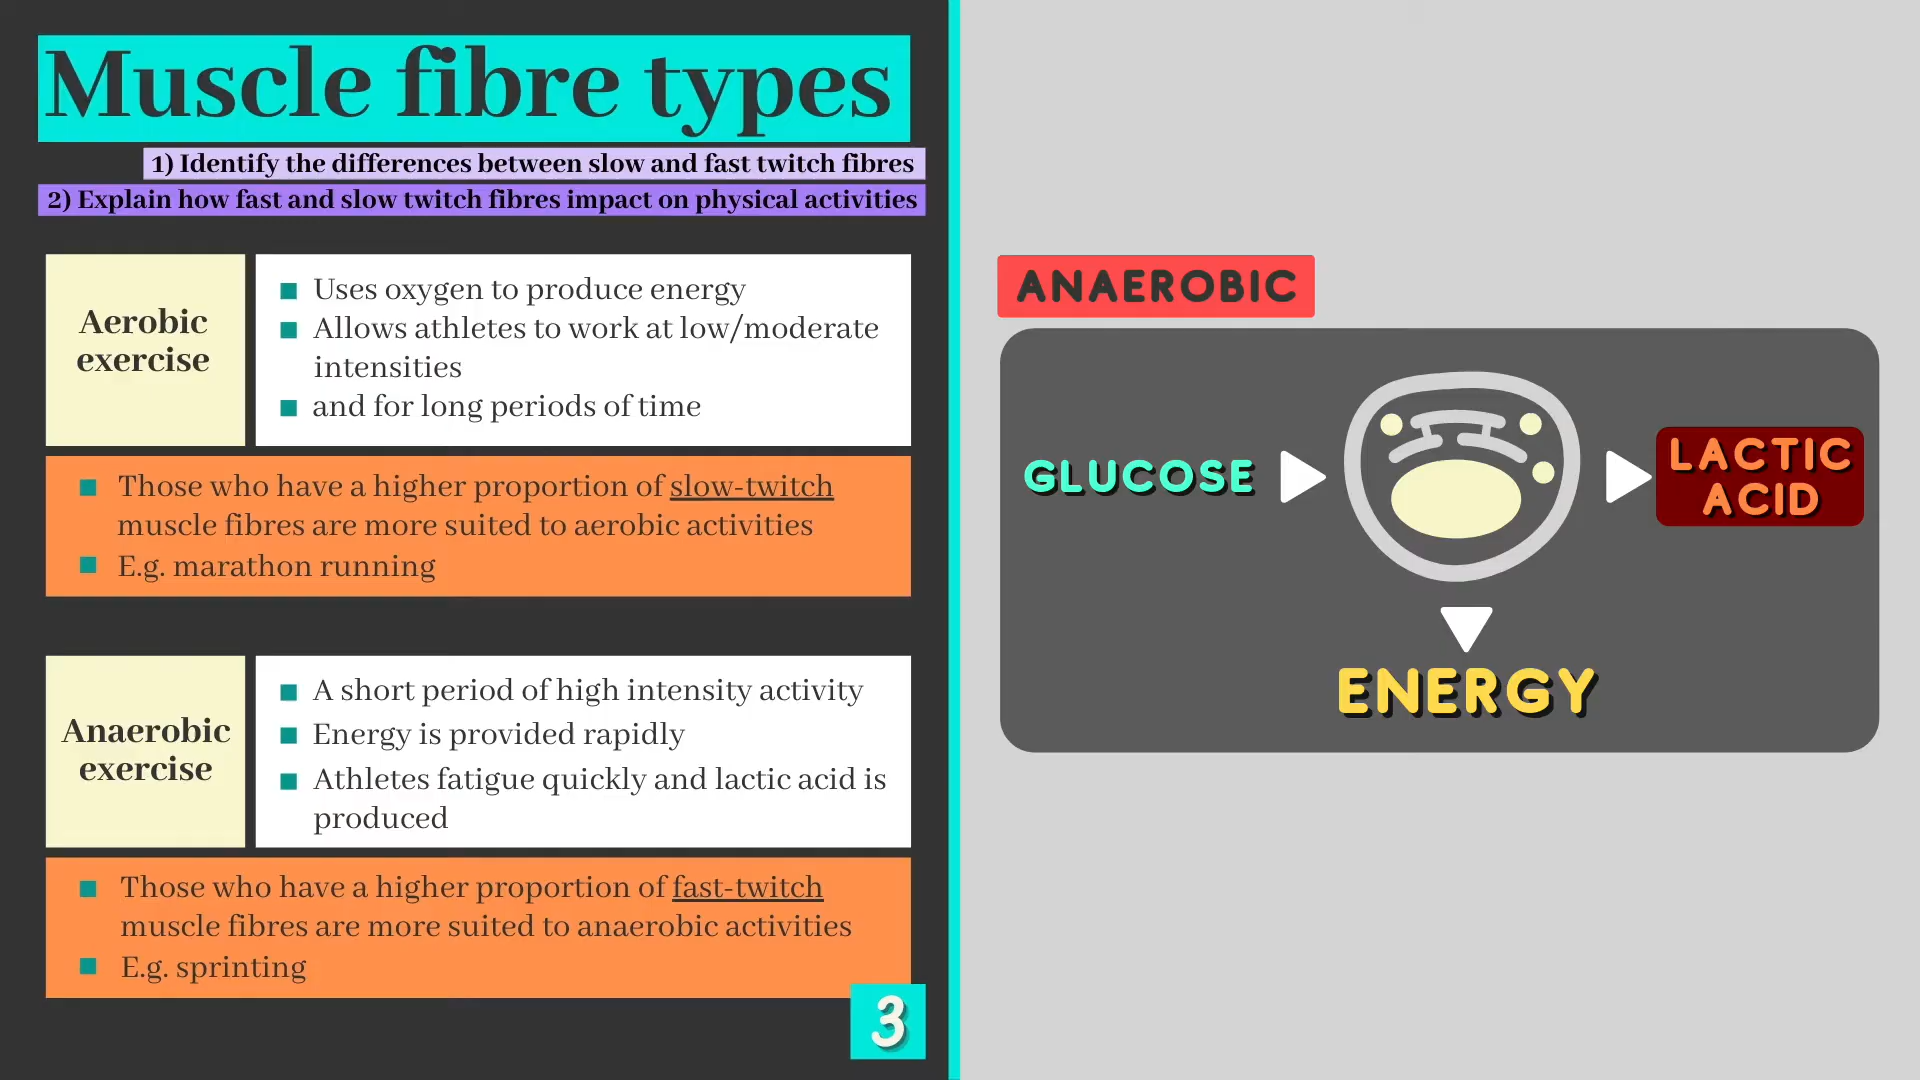 Muscle fibre types
1) Identify the differences between slow and fast twitch fibres
2) Explain how fast and slow twitch fibres impact on physical activities
Aerobic
exercise
Uses oxygen to produce energy
Allows athletes to work at low/moderate
intensities
and for long periods of time
Those who have a higher proportion of slow-twitch
muscle fibres are more suited to aerobic activities
E.g. marathon running
Anaerobic
exercise
A short period of high intensity activity
Energy is provided rapidly
Athletes fatigue quickly and lactic acid is
produced
Those who have a higher proportion of fast-twitch
muscle fibres are more suited to anaerobic activities
E.g. sprinting
3
ANAEROBIC
GLUCOSE
LACTIC
ACID
ENERGY